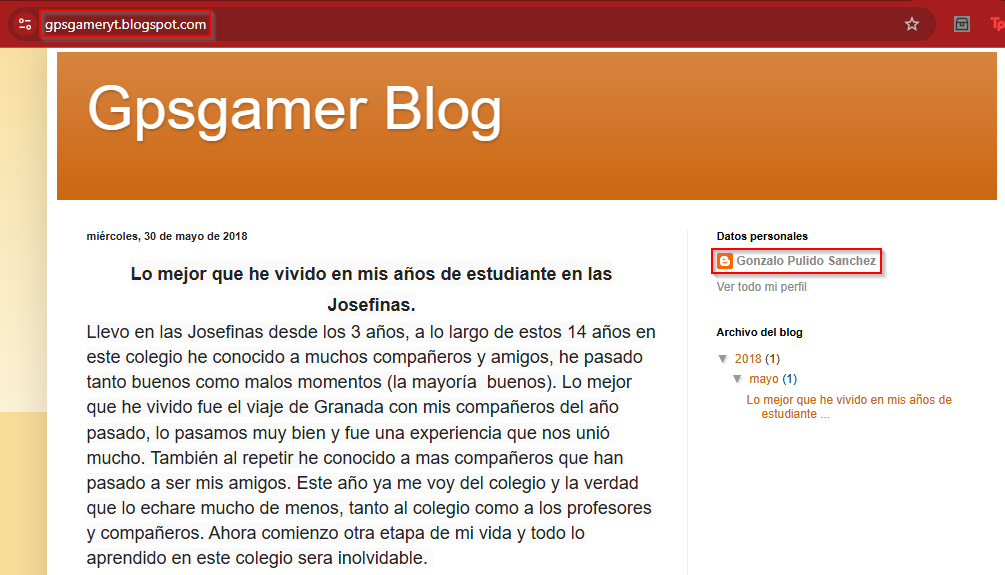 gpsgameryt.blogspot.com
Gpsgamer Blog
miércoles, 30 de mayo de 2018
Lo mejor que he vivido en mis años de estudiante en las
Josefinas.
Llevo en las Josefinas desde los 3 años, a lo largo de estos 14 años en
este colegio he conocido a muchos compañeros y amigos, he pasado
tanto buenos como malos momentos (la mayoría  buenos). Lo mejor
que he vivido fue el viaje de Granada con mis compañeros del año
pasado, lo pasamos muy bien y fue una experiencia que nos unió
mucho. También al repetir he conocido a mas compañeros que han
pasado a ser mis amigos. Este año ya me voy del colegio y la verdad
que lo echare mucho de menos, tanto al colegio como a los profesores
y compañeros. Ahora comienzo otra etapa de mi vida y todo lo
aprendido en este colegio sera inolvidable.
Datos personales
Gonzalo Pulido Sanchez
Ver todo mi perfil
Archivo del blog
▼ 2018 (1)
▼ mayo (1)
Lo mejor que he vivido en mis años de
estudiante ...